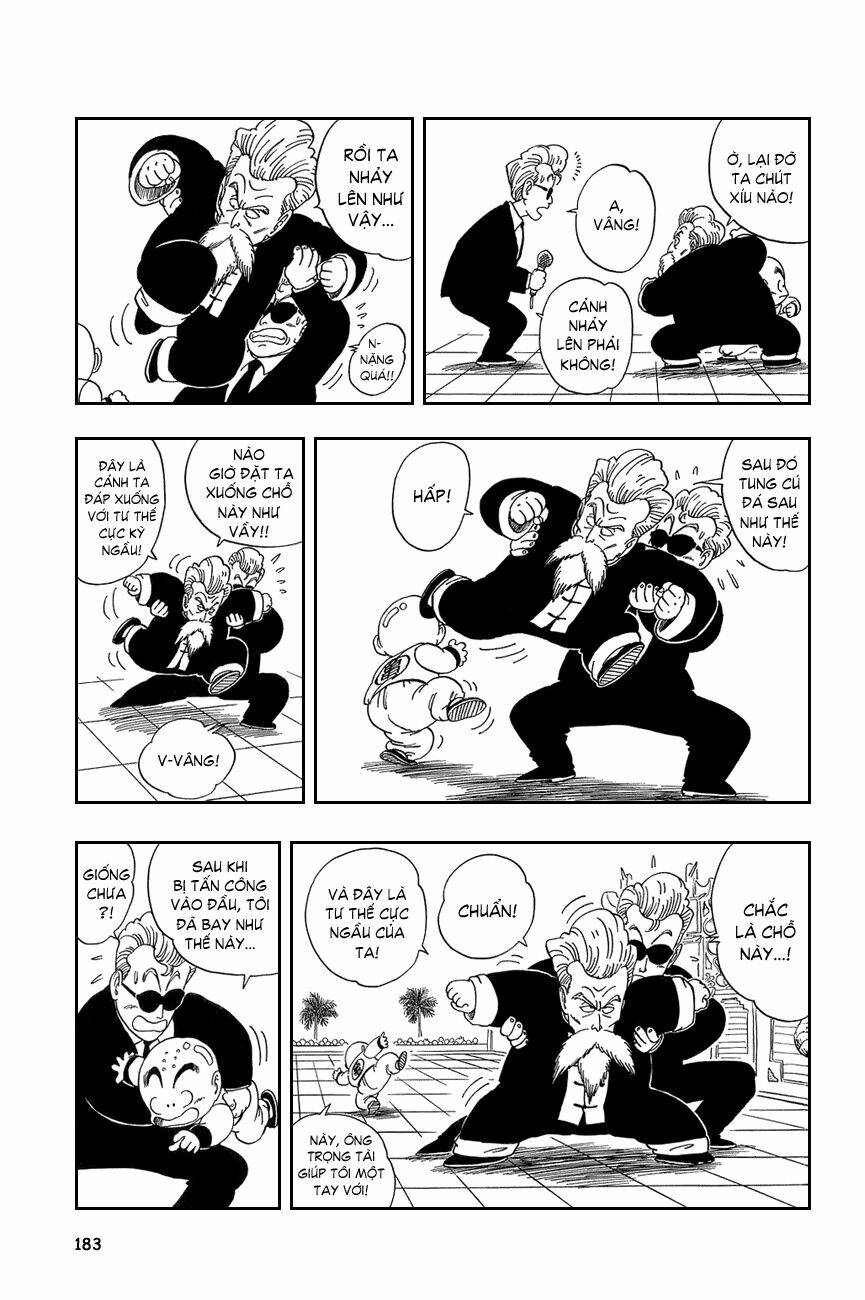 Ờ, LẠI ĐỠ
TA CHÚT
XÍU NÀO!
A,
VÂNG!
CẢNH
NHẢY
LÊN PHẢI
KHÔNG!
RỒI TA
NHẢY
LÊN NHƯ
VẬY...
N-
NẶNG
QUÁ!!
SAU ĐÓ
TUNG CÚ
ĐÁ SAU
NHƯ THẾ
NÀY!
HẤP!
NÀO
GIỜ ĐẶT TA
XUỐNG CHỖ
NÀY NHƯ
VẦY!!
ĐÂY LÀ
CẢNH TA
ĐÁP XUỐNG
VỚI TƯ THẾ
CỰC KỲ
NGẦU!
V-VÂNG!
CHẮC
LÀ CHỖ
NÀY...!
CHUẨN!
VÀ ĐÂY LÀ
TƯ THẾ CỰC
NGẦU CỦA
TA!
NÀY, ÔNG
TRỌNG TÀI
GIÚP TÔI MỘT
TAY VỚI!
SAU KHI
BỊ TẤN CÔNG
VÀO ĐẦU, TÔI
ĐÃ BAY NHƯ
THẾ NÀY...
GIỐNG
CHƯA
?!
183